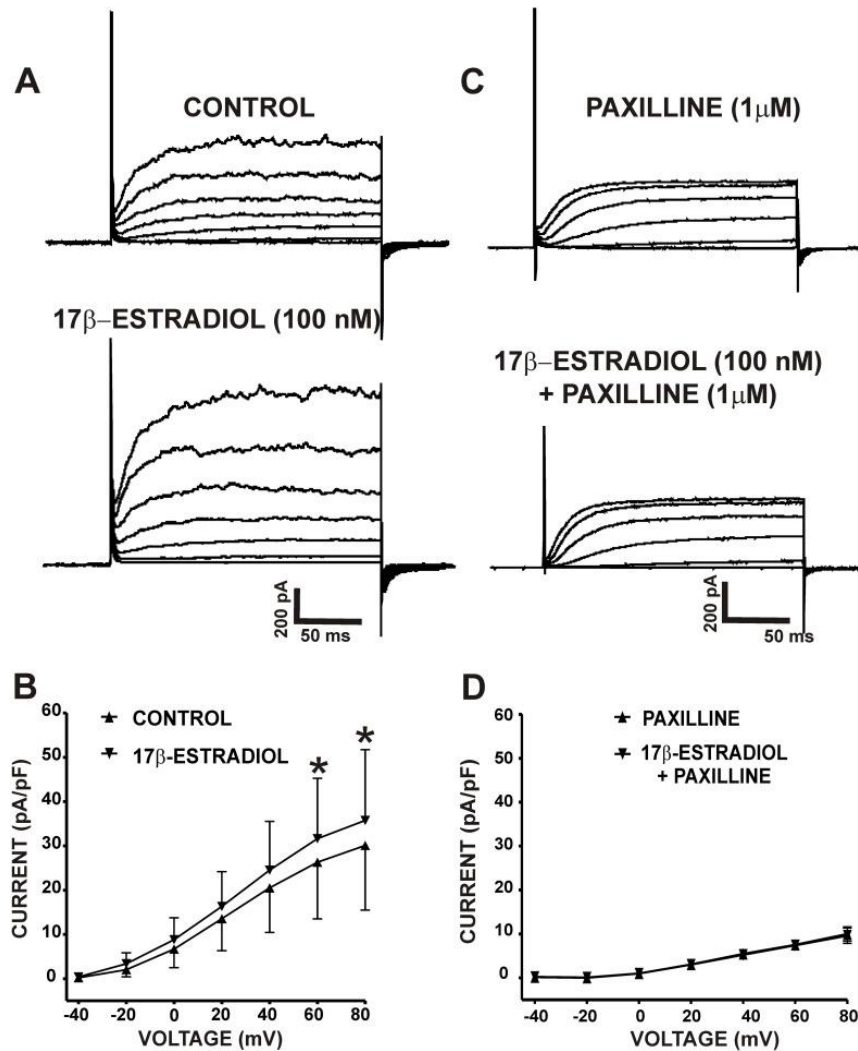 A
CONTROL
17β–ESTRADIOL (100 nM)
200 pA
50 ms
C
PAXILLINE (1μM)
17β–ESTRADIOL (100 nM)
+ PAXILLINE (1μM)
200 pA
50 ms
B
CURRENT (pA/pF)
60
50
40
30
20
10
0
CONTROL
17β-ESTRADIOL
*
*
-40 -20 0 20 40 60 80
VOLTAGE (mV)
D
CURRENT (pA/pF)
60
50
40
30
20
10
0
PAXILLINE
17β-ESTRADIOL
+ PAXILLINE
-40 -20 0 20 40 60 80
VOLTAGE (mV)